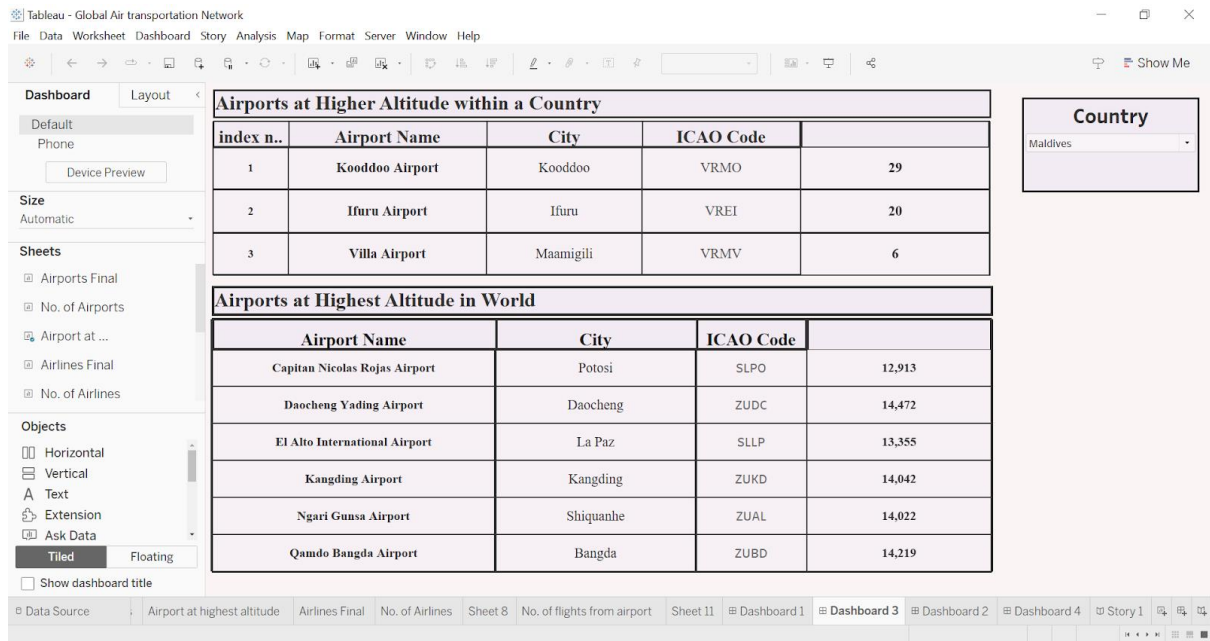 Tableau - Global Air transportation Network
File Data Worksheet Dashboard Story Analysis Map Format Server Window Help
Show Me
Dashboard Layout
Default
Phone
Device Preview
Size
Automatic
Sheets
Airports Final
No. of Airports
Airport at ...
Airlines Final
No. of Airlines
Objects
Horizontal
Vertical
Text
Extension
Ask Data
Tiled Floating
Show dashboard title
Airports at Higher Altitude within a Country
index n.. Airport Name City ICAO Code
1 Kooddoo Airport Kooddoo VRMO 29
2 Ifuru Airport Ifuru VREI 20
3 Villa Airport Maamigili VRMV 6
Airports at Highest Altitude in World
Airport Name City ICAO Code
Capitan Nicolas Rojas Airport Potosi SLPO 12,913
Daocheng Yading Airport Daocheng ZUDC 14,472
El Alto International Airport La Paz SLLP 13,355
Kangding Airport Kangding ZUKD 14,042
Ngari Gunsa Airport Shiquanhe ZUAL 14,022
Qamdo Bangda Airport Bangda ZUBD 14,219
Country
Maldives
Data Source Airport at highest altitude Airlines Final No. of Airlines Sheet 8 No. of flights from airport Sheet 11 Dashboard 1 Dashboard 3 Dashboard 2 Dashboard 4 Story 1